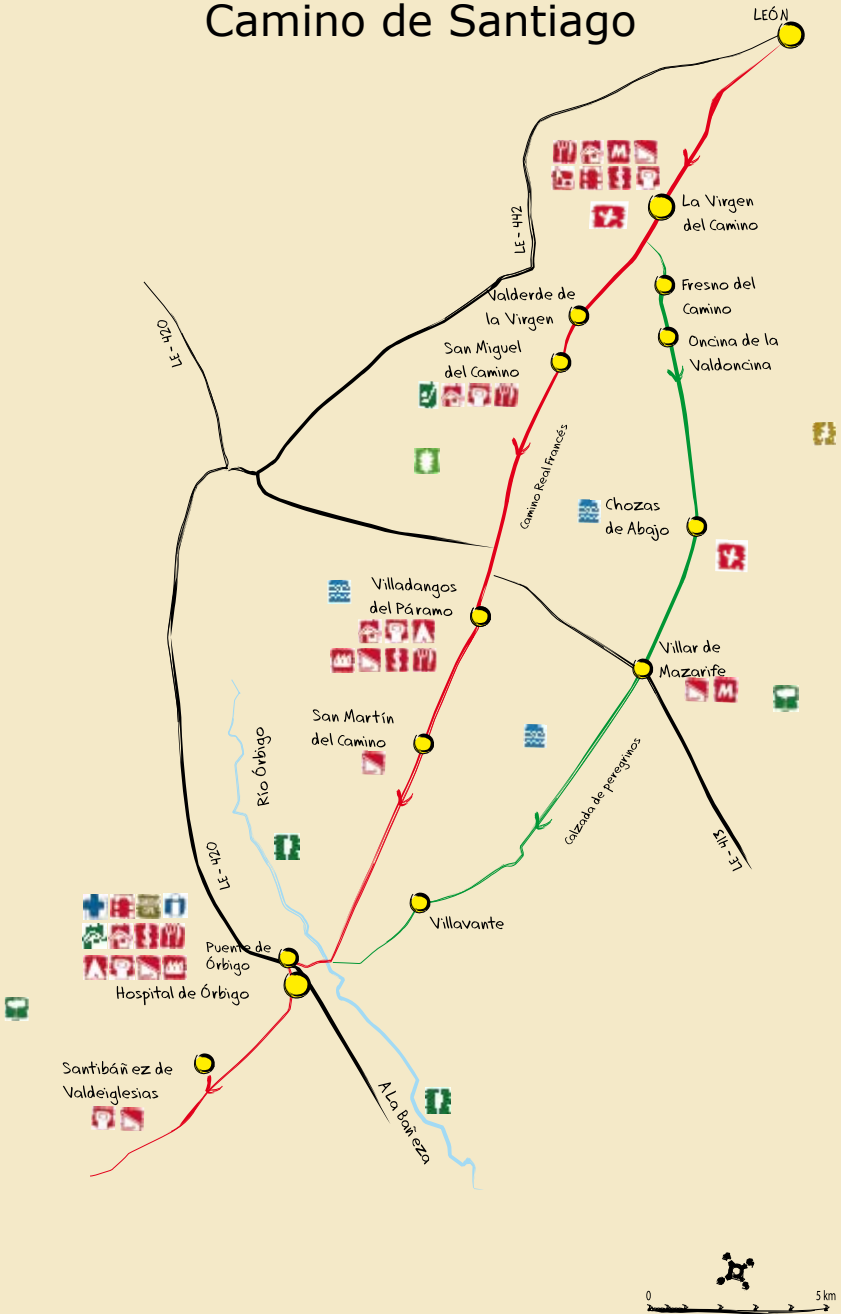 Camino de Santiago
LEÓN
La Virgen
del Camino
LE-442
Fresno del
Camino
Valderde de
la Virgen
LE-420
Oncina de la
Valdoncina
San Miguel
del Camino
Camino Real Francés
Chozas
de Abajo
Villadangos
del Páramo
Villar de
Mazarife
M
M
San Martín
del Camino
Río Órbigo
Calzada de peregrinos
LE-413
LE-420
Villavante
Puente de
Órbigo
Hospital de Órbigo
Santibáñez de
Valdeiglesias
A La Bañeza
0
5 km